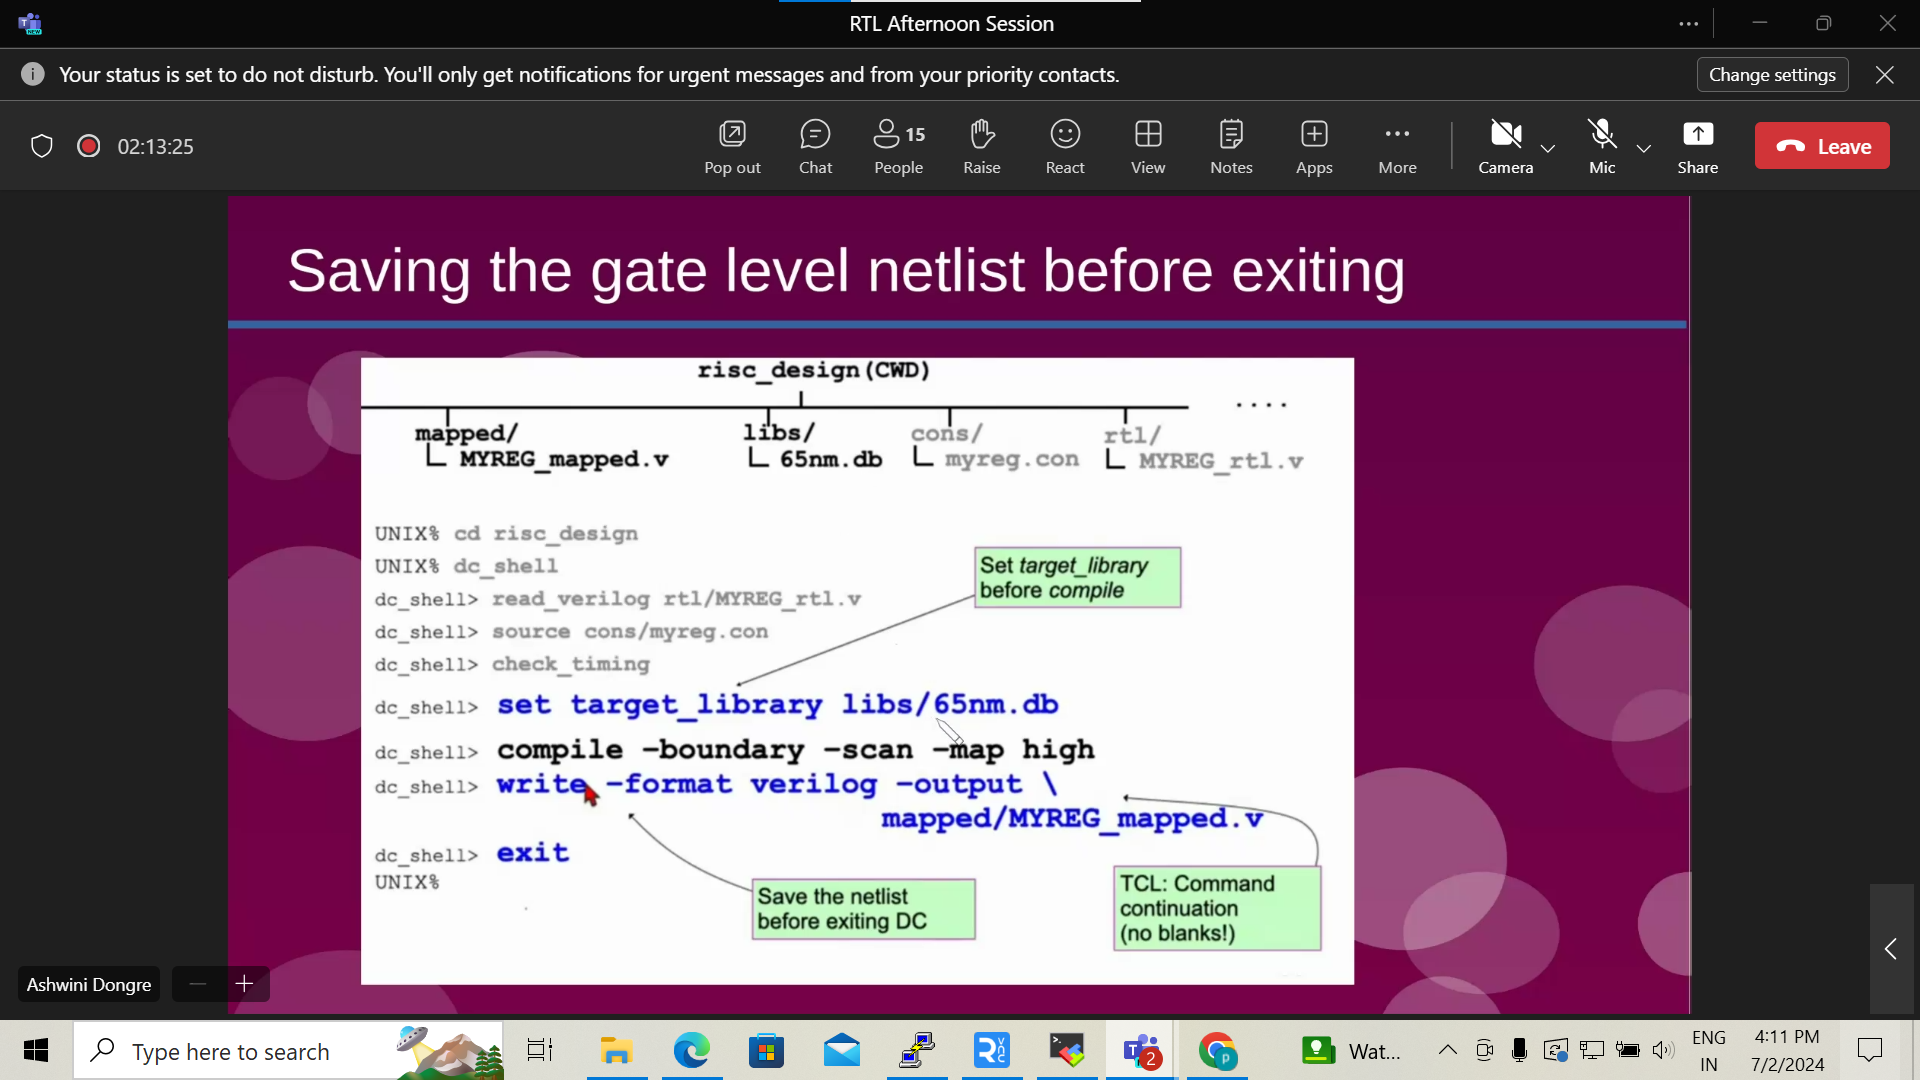 RTL Afternoon Session
Your status is set to do not disturb. You'll only get notifications for urgent messages and from your priority contacts.
Change settings
02:13:25
Pop out
Chat
15
People
Raise
React
View
Notes
Apps
More
Camera
Mic
Share
Leave
Saving the gate level netlist before exiting
risc_design(CWD)
....
mapped/
MYREG_mapped.v
libs/
65nm.db
cons/
myreg.con
rtl/
MYREG_rtl.v
UNIX% cd risc_design
UNIX% dc_shell
dc_shell> read_verilog rtl/MYREG_rtl.v
dc_shell> source cons/myreg.con
dc_shell> check_timing
Set target_library
before compile
dc_shell> set target_library libs/65nm.db
dc_shell> compile -boundary -scan -map high
dc_shell> write -format verilog -output \
mapped/MYREG_mapped.v
dc_shell> exit
UNIX%
Save the netlist
before exiting DC
TCL: Command
continuation
(no blanks!)
Ashwini Dongre
Type here to search
2
Wat...
ENG
IN
4:11 PM
7/2/2024